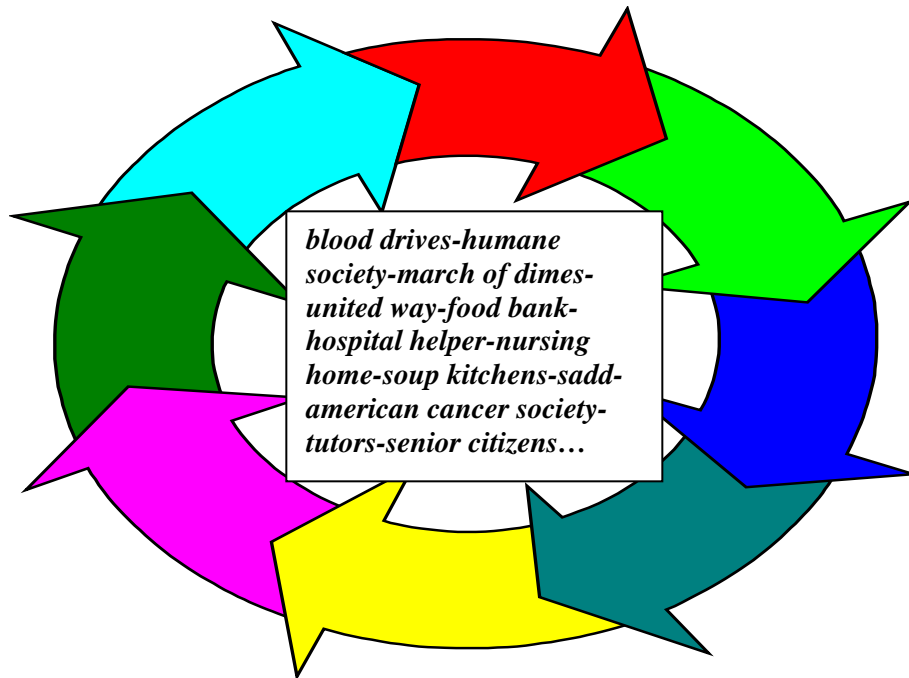 blood drives-humane
society-march of dimes-
united way-food bank-
hospital helper-nursing
home-soup kitchens-sadd-
american cancer society-
tutors-senior citizens…